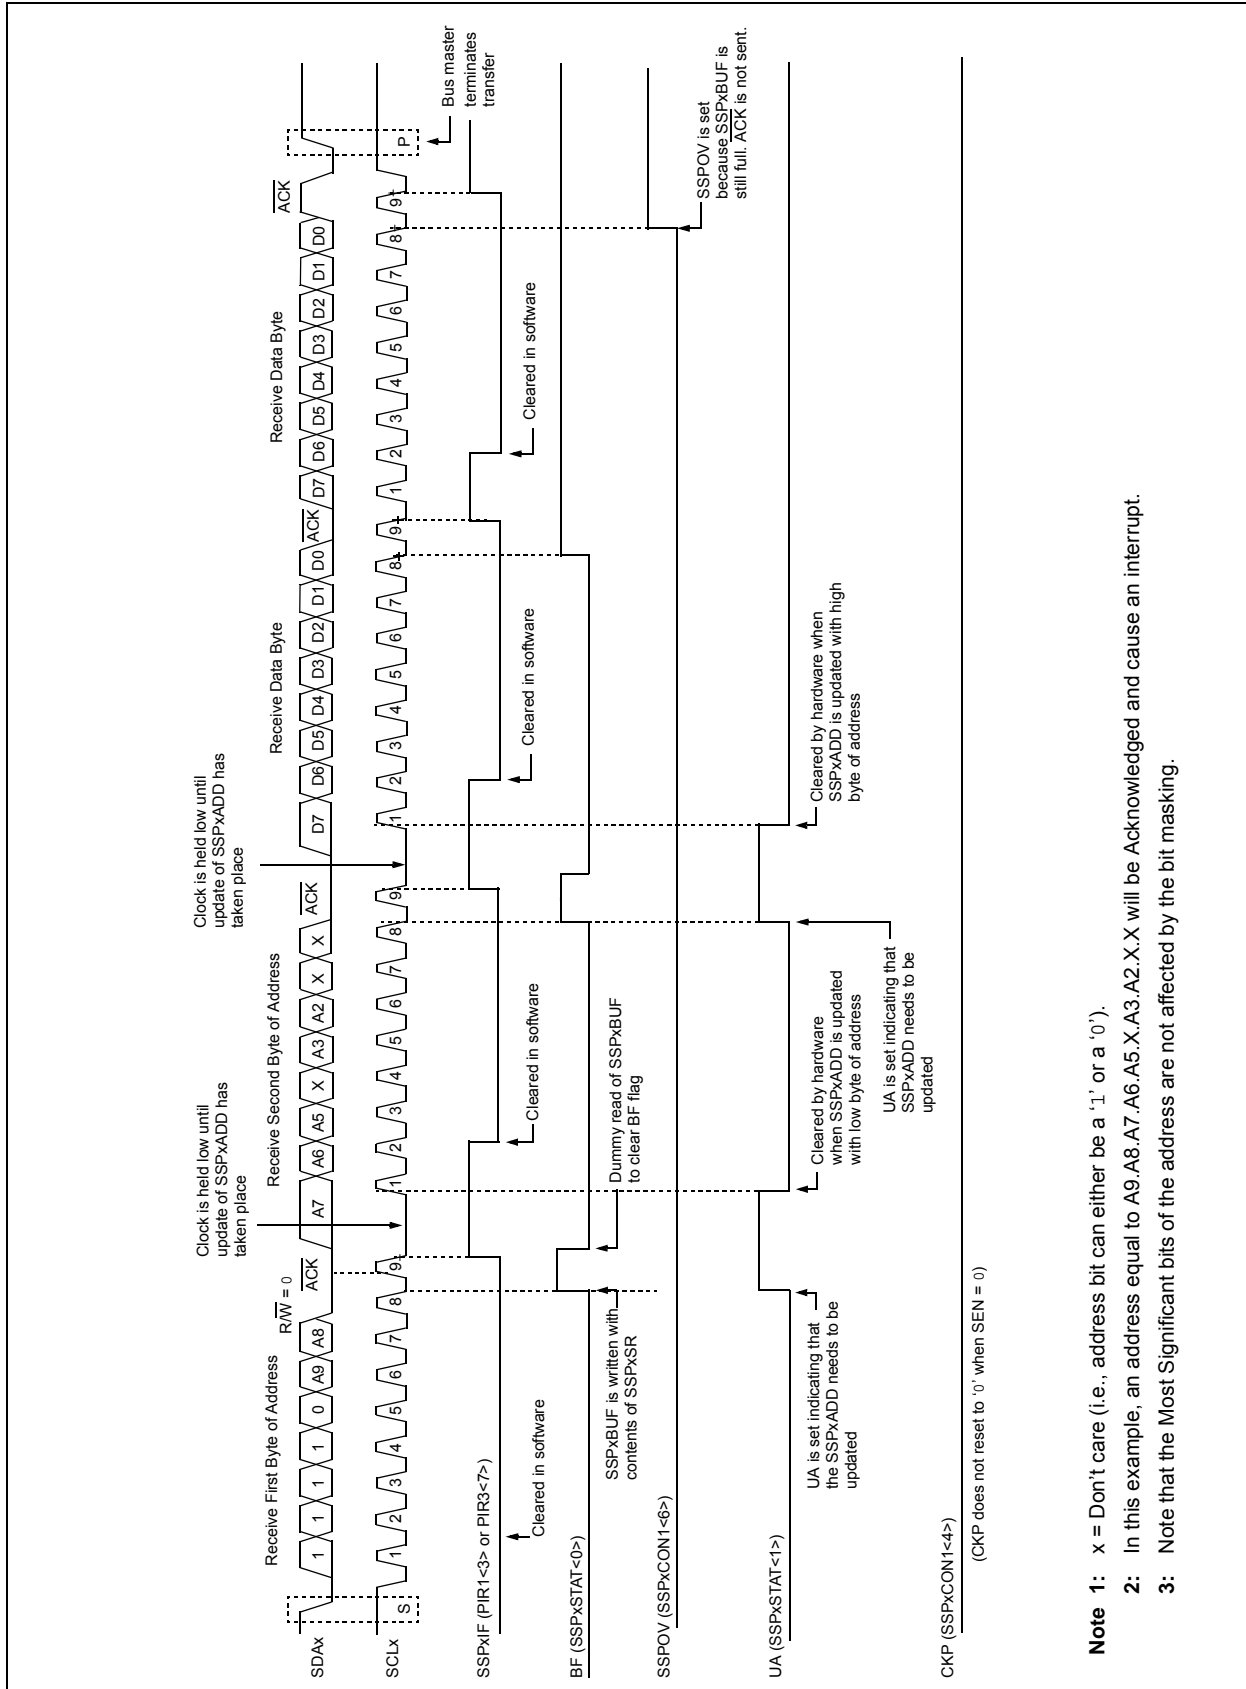 Receive First Byte of Address
R/W = 0
ACK
Clock is held low until
update of SSPxADD has
taken place
Receive Second Byte of Address
ACK
Clock is held low until
update of SSPxADD has
taken place
Receive Data Byte
ACK
Receive Data Byte
ACK
SDAx
1 1 1 1 0 A9 A8
A7 A6 A5 X A3 A2 X X
D7 D6 D5 D4 D3 D2 D1 D0
D7 D6 D5 D4 D3 D2 D1 D0
SCLx
S
1 2 3 4 5 6 7 8 9
1 2 3 4 5 6 7 8 9
1 2 3 4 5 6 7 8 9
1 2 3 4 5 6 7 8 9
P
Bus master
terminates
transfer
SSPxIF (PIR1<3> or PIR3<7>)
Cleared in software
Cleared in software
Cleared in software
Cleared in software
BF (SSPxSTAT<0>)
SSPxBUF is written with
contents of SSPxSR
Dummy read of SSPxBUF
to clear BF flag
SSPOV (SSPxCON1<6>)
SSPOV is set
because SSPxBUF is
still full. ACK is not sent.
UA (SSPxSTAT<1>)
UA is set indicating that
the SSPxADD needs to be
updated
Cleared by hardware
when SSPxADD is updated
with low byte of address
UA is set indicating that
SSPxADD needs to be
updated
Cleared by hardware when
SSPxADD is updated with high
byte of address
CKP (SSPxCON1<4>)
(CKP does not reset to ‘0’ when SEN = 0)
Note 1: x = Don’t care (i.e., address bit can either be a ‘1’ or a ‘0’).
2: In this example, an address equal to A9.A8.A7.A6.A5.X.A3.A2.X.X will be Acknowledged and cause an interrupt.
3: Note that the Most Significant bits of the address are not affected by the bit masking.